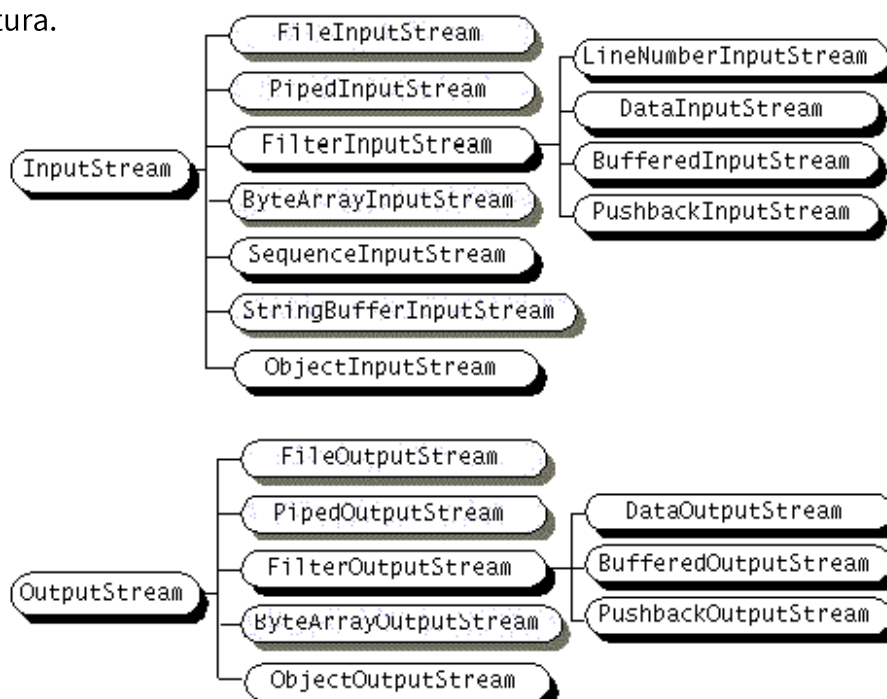 tura.
FileInputStream
LineNumberInputStream
PipedInputStream
DataInputStream
FilterInputStream
BufferedInputStream
InputStream
ByteArrayInputStream
PushbackInputStream
SequenceInputStream
StringBufferInputStream
ObjectInputStream
FileOutputStream
PipedOutputStream
DataOutputStream
FilterOutputStream
BufferedOutputStream
OutputStream
ByteArrayOutputStream
PushbackOutputStream
ObjectOutputStream